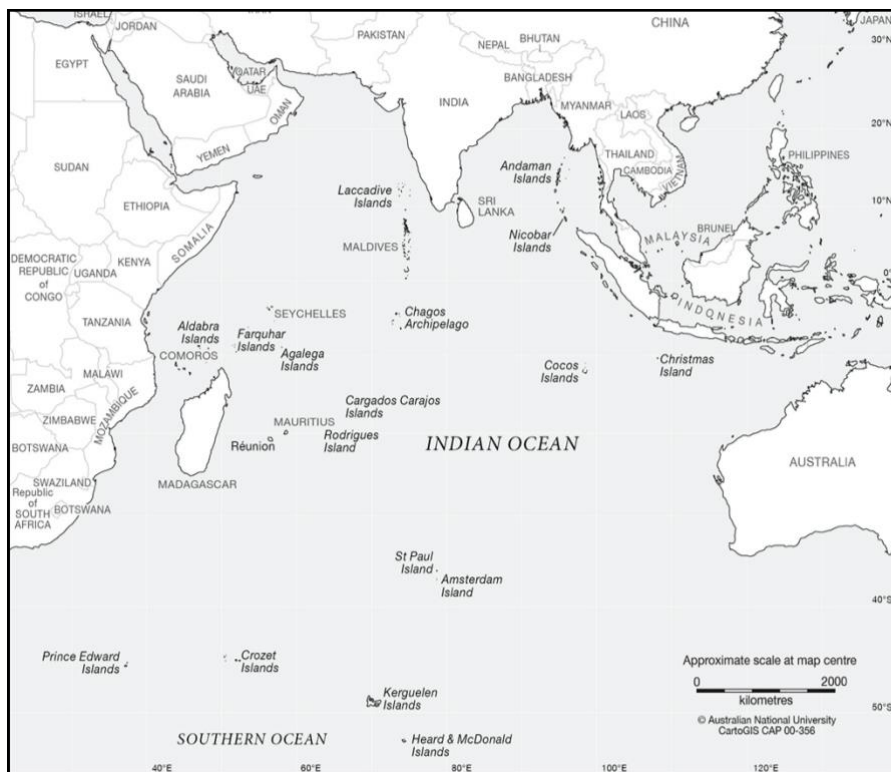 ISRAEL
JORDAN
EGYPT
SAUDI
ARABIA
QATAR
UAE
OMAN
YEMEN
SUDAN
ETHIOPIA
SOMALIA
DEMOCRATIC
REPUBLIC
of
CONGO
UGANDA
KENYA
TANZANIA
ZAMBIA
MALAWI
MOZAMBIQUE
ZIMBABWE
BOTSWANA
SWAZILAND
Republic
of
SOUTH
AFRICA
BOTSWANA
PAKISTAN
NEPAL
BHUTAN
CHINA
JAPAN
30°N
BANGLADESH
INDIA
MYANMAR
LAOS
20°N
THAILAND
CAMBODIA
VIETNAM
PHILIPPINES
Laccadive
Islands
Andaman
Islands
SRI
LANKA
Nicobar
Islands
MALDIVES
MALAYSIA
BRUNEL
10°N
0°
INDONESIA
SEYCHELLES
Chagos
Archipelago
Aldabra
Islands
COMOROS
Farquhar
Islands
Agalega
Islands
Cocos
Islands
Christmas
Island
Cargados Carajos
Islands
MAURITIUS
Rodrigues
Island
Réunion
MADAGASCAR
INDIAN OCEAN
AUSTRALIA
St Paul
Island
Amsterdam
Island
40°S
Prince Edward
Islands
Crozet
Islands
Kerguelen
Islands
Heard & McDonald
Islands
SOUTHERN OCEAN
Approximate scale at map centre
0 2000
kilometres
© Australian National University
CartoGIS CAP 00-356
50°S
40°E 60°E 80°E 100°E 120°E